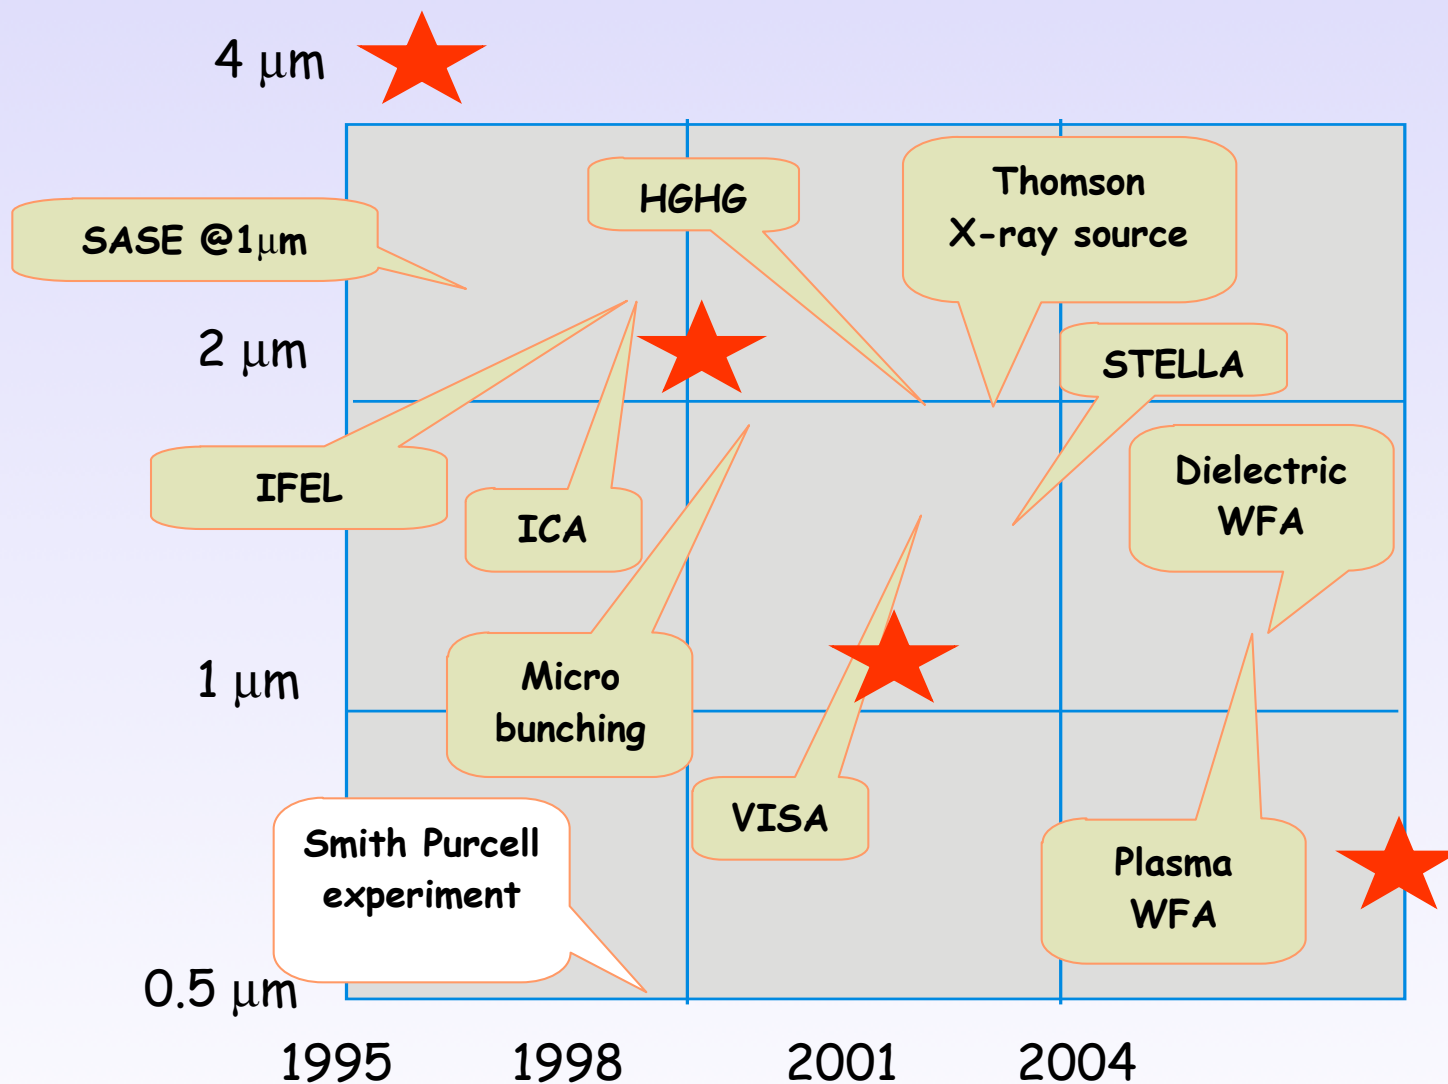 4 μm
HGHG
Thomson
X-ray source
SASE @1μm
2 μm
STELLA
IFEL
ICA
Dielectric
WFA
1 μm
Micro
bunching
VISA
Smith Purcell
experiment
Plasma
WFA
0.5 μm
1995 1998 2001 2004